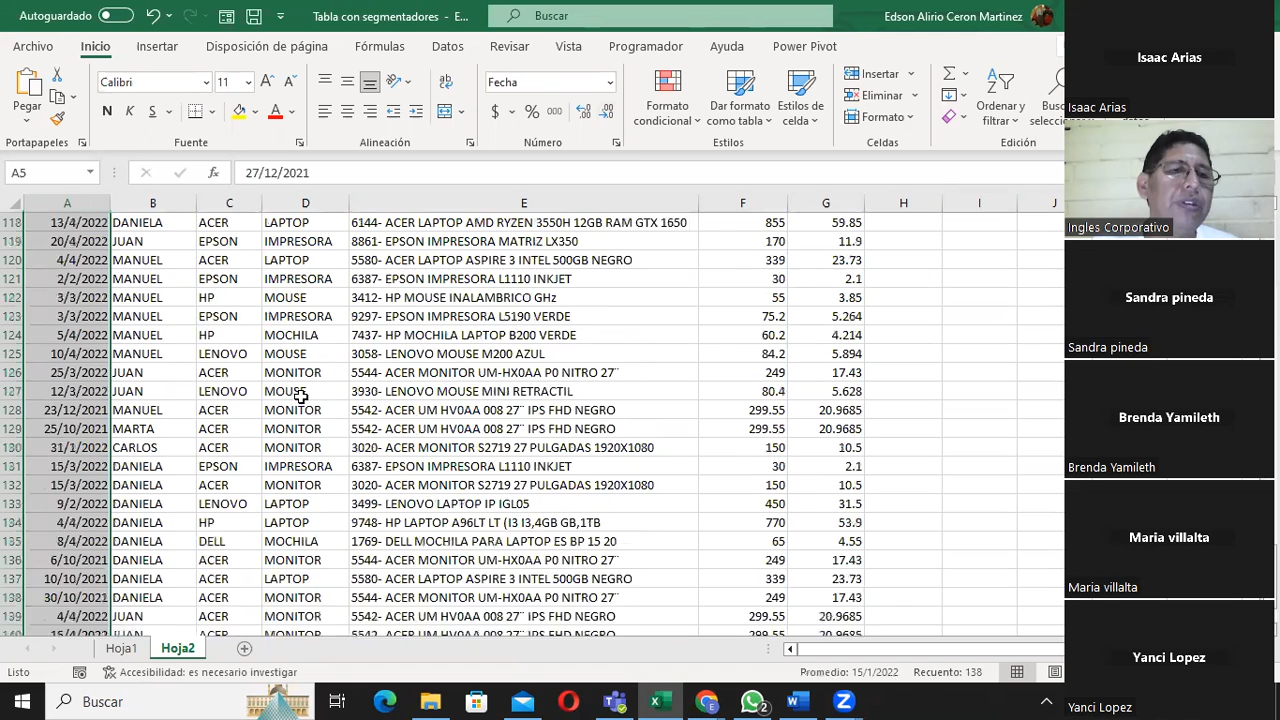 Autoguardado
Tabla con segmentadores - E...
Buscar
Edson Alirio Ceron Martinez
Archivo Inicio Insertar Disposición de página Fórmulas Datos Revisar Vista Programador Ayuda Power Pivot
Pegar
Calibri 11
N K S
Fecha
$ % 000
Formato condicional
Dar formato como tabla
Estilos de celda
Insertar
Eliminar
Formato
Ordenar y filtrar
Portapapeles Fuente Alineación Número Estilos Celdas Edición
A5 fx 27/12/2021
A B C D E F G H I J
118 13/4/2022 DANIELA ACER LAPTOP 6144- ACER LAPTOP AMD RYZEN 3550H 12GB RAM GTX 1650 855 59.85
119 20/4/2022 JUAN EPSON IMPRESORA 8861- EPSON IMPRESORA MATRIZ LX350 170 11.9
120 4/4/2022 MANUEL ACER LAPTOP 5580- ACER LAPTOP ASPIRE 3 INTEL 500GB NEGRO 339 23.73
121 2/2/2022 MANUEL EPSON IMPRESORA 6387- EPSON IMPRESORA L1110 INKJET 30 2.1
122 3/3/2022 MANUEL HP MOUSE 3412- HP MOUSE INALAMBRICO GHz 55 3.85
123 3/3/2022 MANUEL EPSON IMPRESORA 9297- EPSON IMPRESORA L5190 VERDE 75.2 5.264
124 5/4/2022 MANUEL HP MOCHILA 7437- HP MOCHILA LAPTOP B200 VERDE 60.2 4.214
125 10/4/2022 MANUEL LENOVO MOUSE 3058- LENOVO MOUSE M200 AZUL 84.2 5.894
126 25/3/2022 JUAN ACER MONITOR 5544- ACER MONITOR UM-HX0AA P0 NITRO 27¨ 249 17.43
127 12/3/2022 JUAN LENOVO MOUSE 3930- LENOVO MOUSE MINI RETRACTIL 80.4 5.628
128 23/12/2021 MANUEL ACER MONITOR 5542- ACER UM HV0AA 008 27¨ IPS FHD NEGRO 299.55 20.9685
129 25/10/2021 MARTA ACER MONITOR 5542- ACER UM HV0AA 008 27¨ IPS FHD NEGRO 299.55 20.9685
130 31/1/2022 CARLOS ACER MONITOR 3020- ACER MONITOR S2719 27 PULGADAS 1920X1080 150 10.5
131 15/3/2022 DANIELA EPSON IMPRESORA 6387- EPSON IMPRESORA L1110 INKJET 30 2.1
132 15/3/2022 DANIELA ACER MONITOR 3020- ACER MONITOR S2719 27 PULGADAS 1920X1080 150 10.5
133 9/2/2022 DANIELA LENOVO LAPTOP 3499- LENOVO LAPTOP IP IGL05 450 31.5
134 4/4/2022 DANIELA HP LAPTOP 9748- HP LAPTOP A96LT LT (I3 I3,4GB GB,1TB 770 53.9
135 8/4/2022 DANIELA DELL MOCHILA 1769- DELL MOCHILA PARA LAPTOP ES BP 15 20 65 4.55
136 6/10/2021 DANIELA ACER MONITOR 5544- ACER MONITOR UM-HX0AA P0 NITRO 27¨ 249 17.43
137 10/10/2021 DANIELA ACER LAPTOP 5580- ACER LAPTOP ASPIRE 3 INTEL 500GB NEGRO 339 23.73
138 30/10/2021 DANIELA ACER MONITOR 5544- ACER MONITOR UM-HX0AA P0 NITRO 27¨ 249 17.43
139 4/4/2022 JUAN ACER MONITOR 5542- ACER UM HV0AA 008 27¨ IPS FHD NEGRO 299.55 20.9685
140 15/4/2022 JUAN ACER MONITOR 5542- ACER UM HV0AA 008 27¨ IPS FHD NEGRO 299.55 20.9685
Hoja1 Hoja2
Listo Accesibilidad: es necesario investigar Promedio: 15/1/2022 Recuento: 138
Buscar
2
Isaac Arias
Isaac Arias
Ingles Corporativo
Sandra pineda
Sandra pineda
Brenda Yamileth
Brenda Yamileth
Maria villalta
Maria villalta
Yanci Lopez
Yanci Lopez